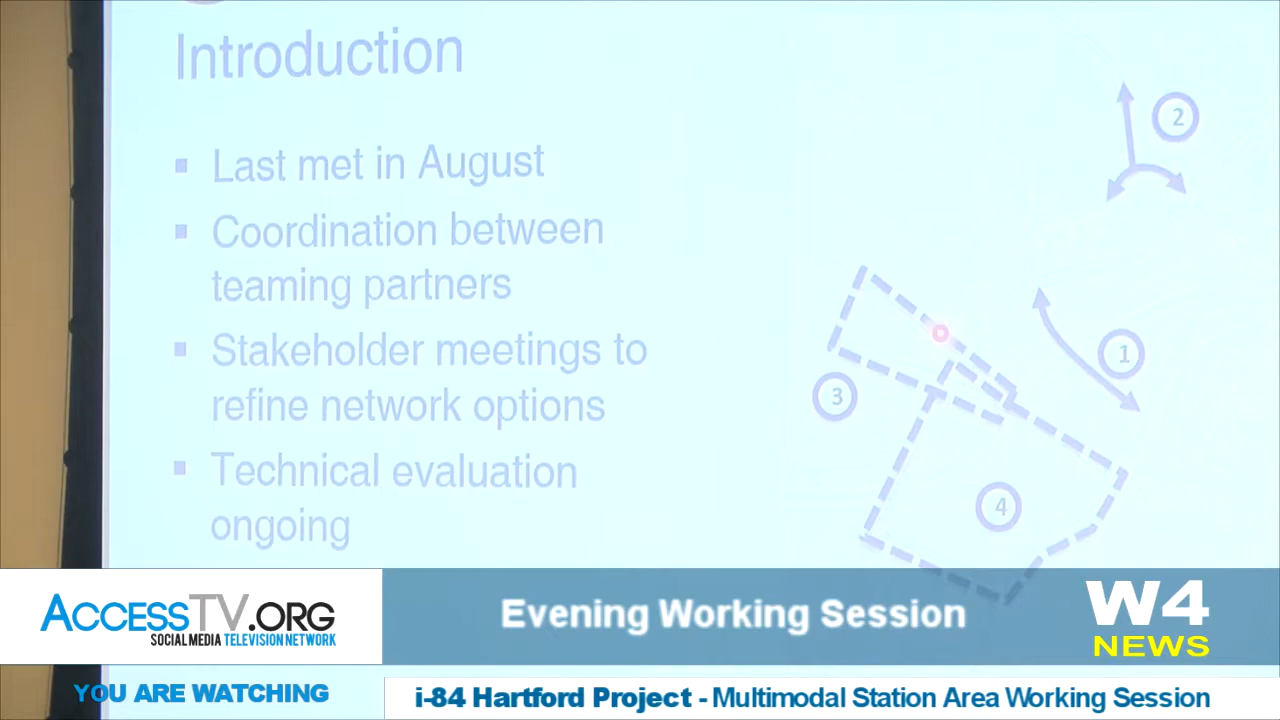 Introduction
▪ Last met in August
▪ Coordination between
teaming partners
▪ Stakeholder meetings to
refine network options
▪ Technical evaluation
ongoing
2
1
3
4
ACCESSTV.ORG
SOCIAL MEDIA TELEVISION NETWORK
Evening Working Session
W4
NEWS
YOU ARE WATCHING
i-84 Hartford Project - Multimodal Station Area Working Session